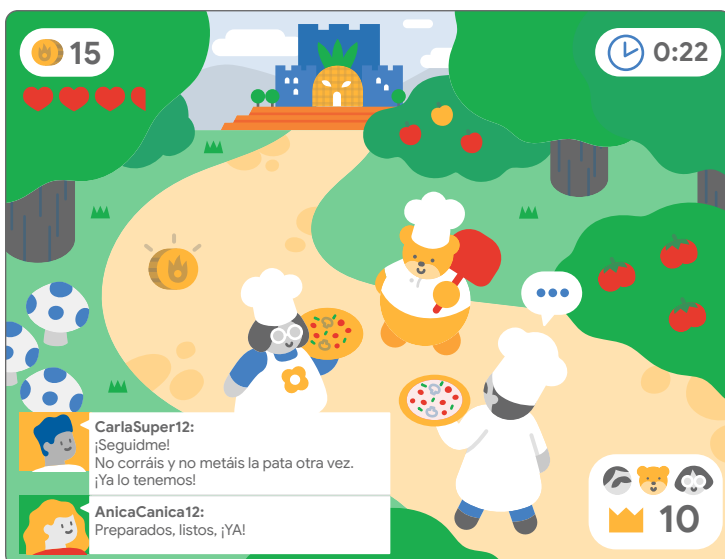 15
0:22
CarlaSuper12:
¡Seguidme!
No corráis y no metáis la pata otra vez.
¡Ya lo tenemos!
AnicaCanica12:
Preparados, listos, ¡YA!
10